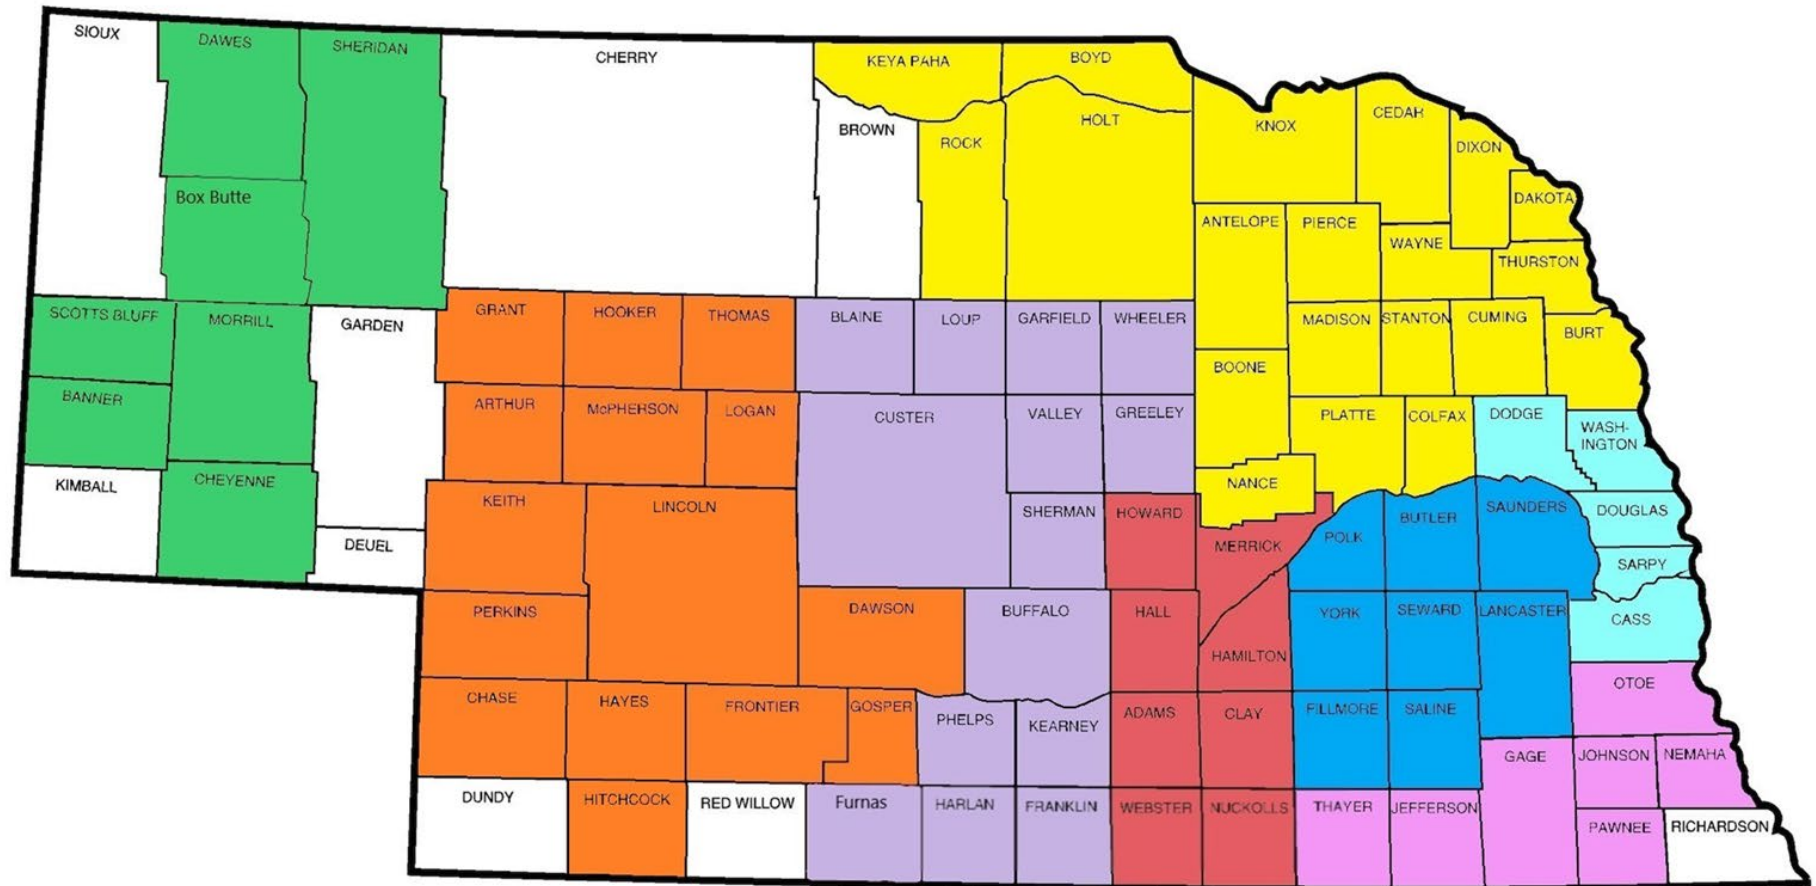 SIOUX
DAWES
SHERIDAN
CHERRY
KEYA PAHA
BOYD
BROWN
ROCK
HOLT
KNOX
CEDAR
DIXON
DAKOTA
Box Butte
ANTELOPE
PIERCE
WAYNE
THURSTON
SCOTTS BLUFF
MORRILL
GARDEN
GRANT
HOOKER
THOMAS
BLAINE
LOUP
GARFIELD
WHEELER
MADISON
STANTON
CUMING
BURT
BOONE
BANNER
ARTHUR
McPHERSON
LOGAN
CUSTER
VALLEY
GREELEY
PLATTE
COLFAX
DODGE
WASH-
INGTON
KIMBALL
CHEYENNE
KEITH
LINCOLN
NANCE
SHERMAN
HOWARD
MERRICK
POLK
BUTLER
SAUNDERS
DOUGLAS
DEUEL
SARPY
PERKINS
DAWSON
BUFFALO
HALL
HAMILTON
YORK
SEWARD
LANCASTER
CASS
CHASE
HAYES
FRONTIER
GOSPER
PHELPS
KEARNEY
ADAMS
CLAY
FILLMORE
SALINE
OTOE
GAGE
JOHNSON
NEMAHA
DUNDY
HITCHCOCK
RED WILLOW
Furnas
HARLAN
FRANKLIN
WEBSTER
NUCKOLLS
THAYER
JEFFERSON
PAWNEE
RICHARDSON